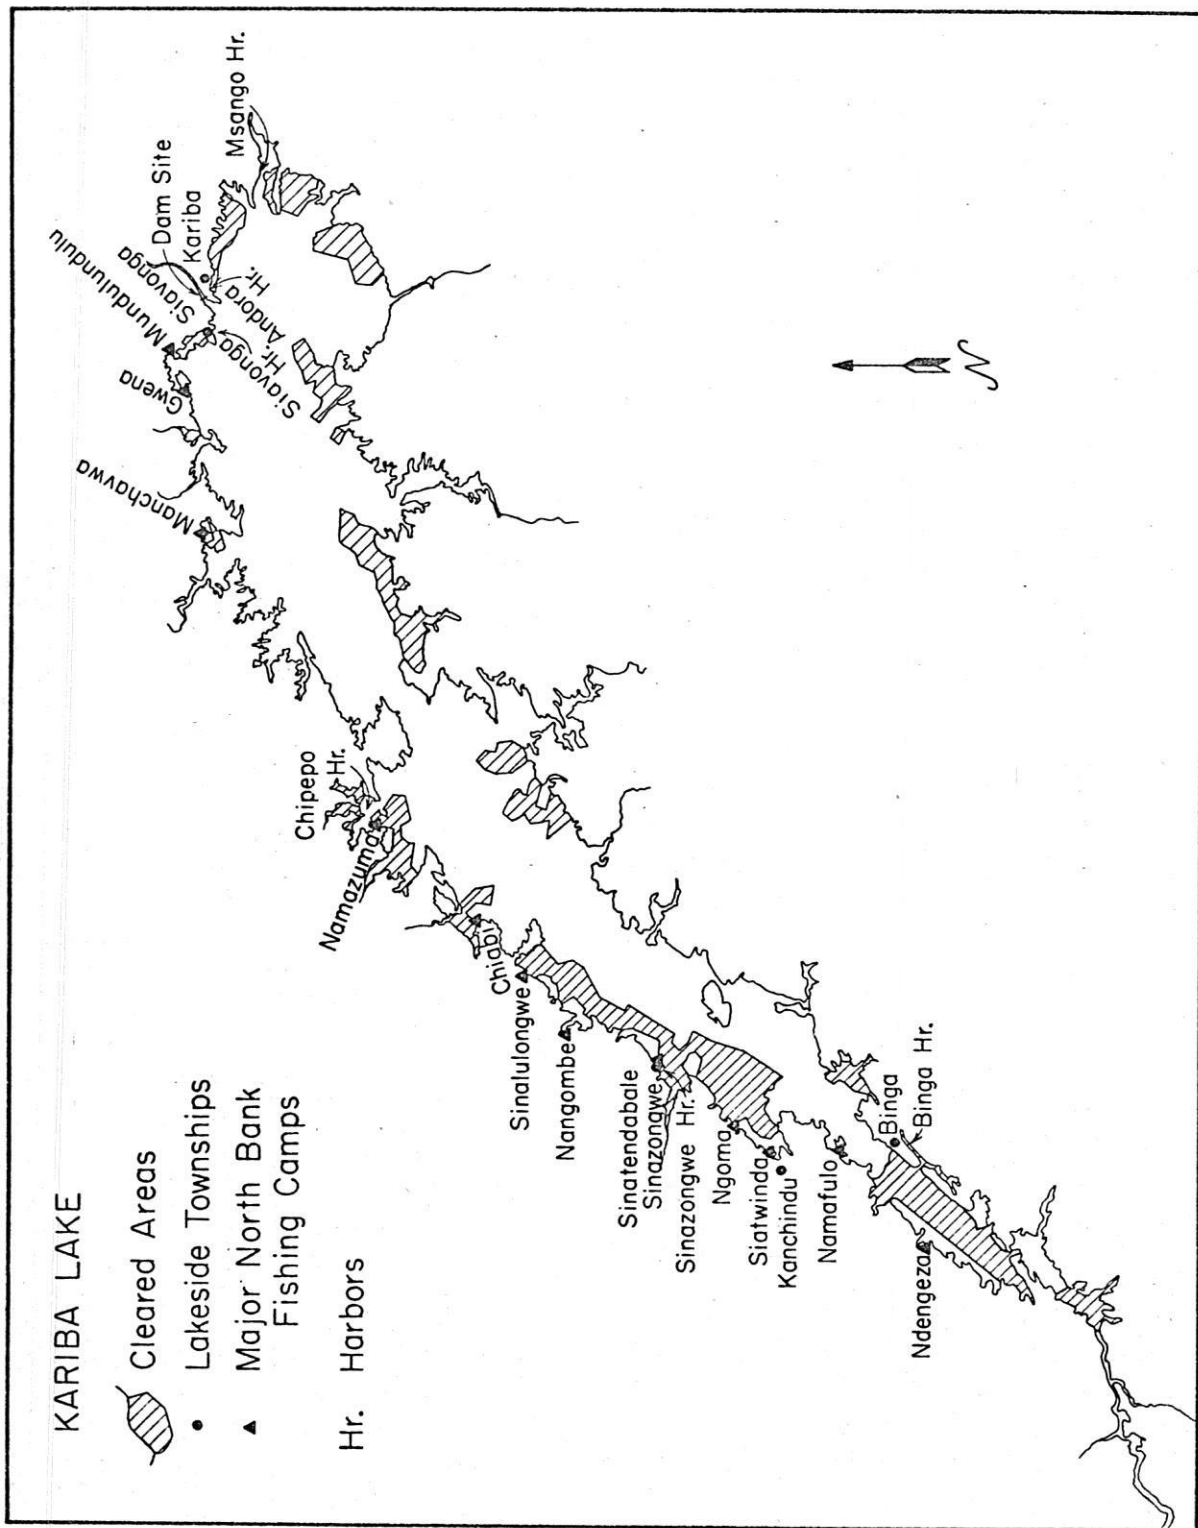 KARIBA LAKE
Cleared Areas
Lakeside Townships
Major North Bank
Fishing Camps
Hr. Harbors
Manchavwa
Gwena
Mundulundulu
Siavonga
Dam Site
Kariba
Msango Hr.
Andora
Hr.
Siavonga
Hr.
Chipepo
Hr.
Namazuma
Chiabi
Sinalulongwe
Nangombe
Sinatendabale
Sinazongwe
Sinazongwe Hr.
Ngoma
Siatwinda
Kanchindu
Namafulo
Ndengeza
Binga
Binga Hr.
N